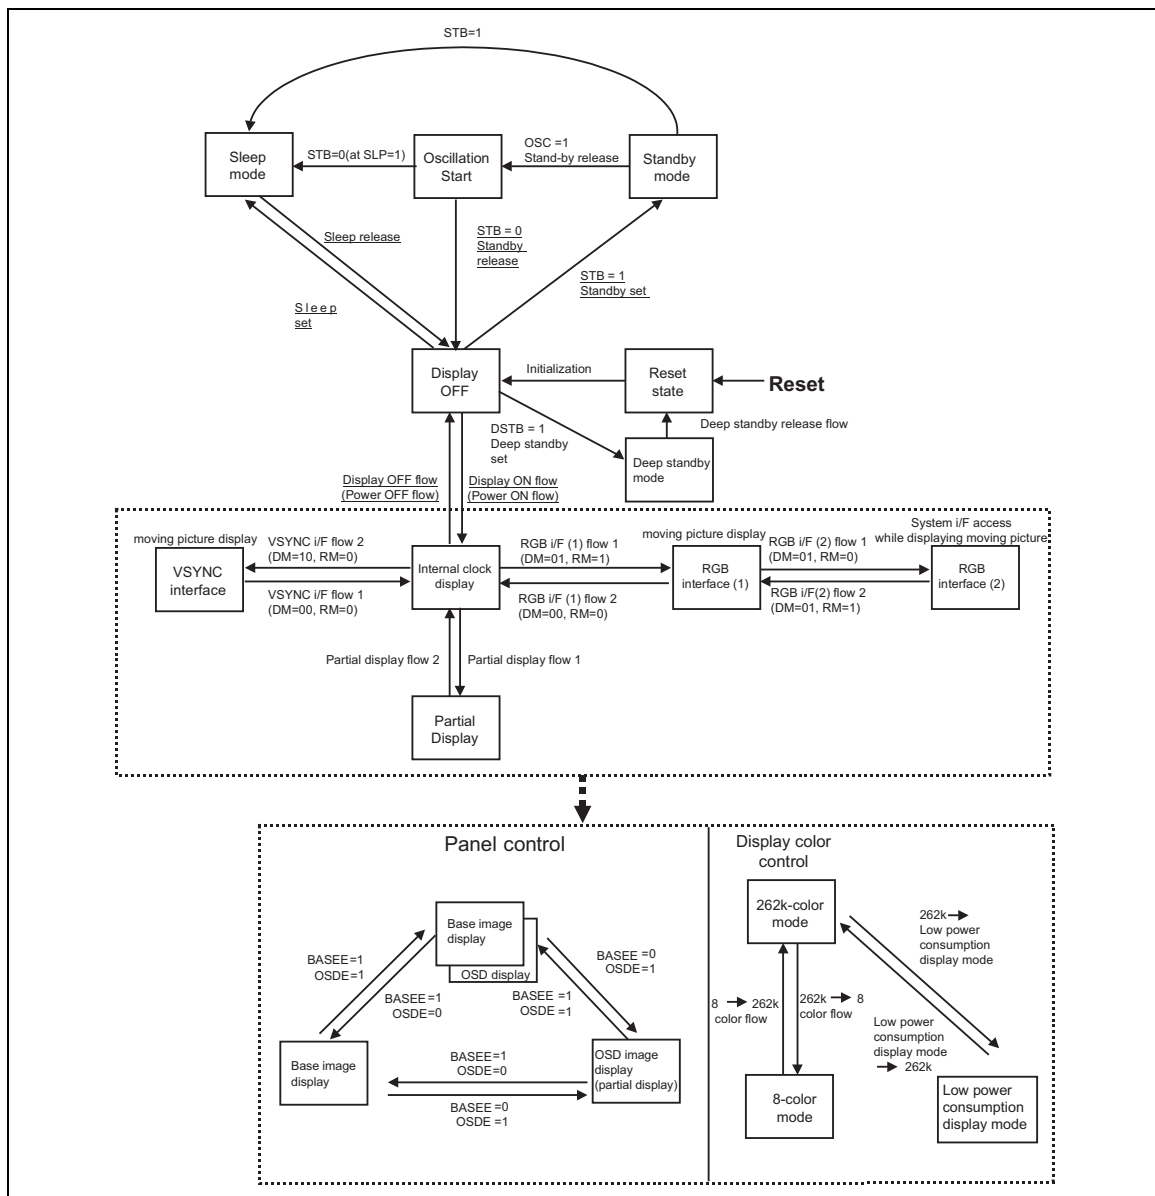 STB=1
Sleep
mode
STB=0(at SLP=1)
Oscillation
Start
OSC =1
Stand-by release
Standby
mode
Sleep release
STB = 0
Standby
release
STB = 1
Standby set
Sleep
set
Display
OFF
Initialization
Reset
state
Reset
DSTB = 1
Deep standby
set
Deep standby release flow
Deep standby
mode
Display OFF flow
(Power OFF flow)
Display ON flow
(Power ON flow)
moving picture display
VSYNC i/F flow 2
(DM=10, RM=0)
VSYNC
interface
VSYNC i/F flow 1
(DM=00, RM=0)
Internal clock
display
RGB i/F (1) flow 1
(DM=01, RM=1)
RGB i/F (1) flow 2
(DM=00, RM=0)
moving picture display
RGB
interface (1)
RGB i/F (2) flow 1
(DM=01, RM=0)
RGB i/F(2) flow 2
(DM=01, RM=1)
System i/F access
while displaying moving picture
RGB
interface (2)
Partial display flow 2
Partial display flow 1
Partial
Display
Panel control
Base image
display
OSD display
BASEE=1
OSDE=1
BASEE=1
OSDE=0
BASEE=0
OSDE=1
BASEE=1
OSDE=1
Base image
display
BASEE=1
OSDE=0
BASEE =0
OSDE =1
OSD image
display
(partial display)
Display color
control
262k-color
mode
8 → 262k
color flow
262k → 8
color flow
262k →
Low power
consumption
display mode
Low power
consumption
display mode
→ 262k
8-color
mode
Low power
consumption
display mode